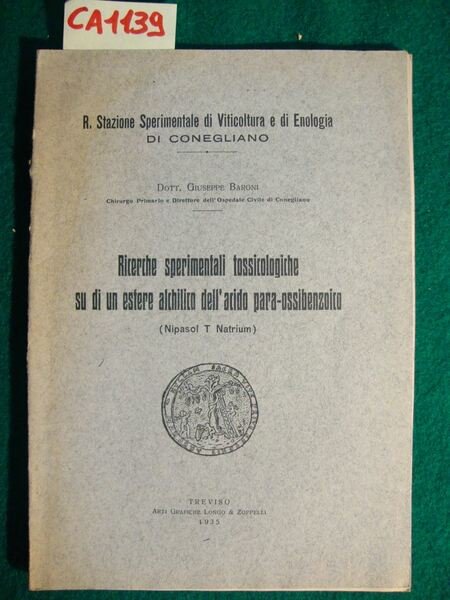 CA1139
R. Stazione Sperimentale di Viticoltura e di Enologia
DI CONEGLIANO
DOTT. GIUSEPPE BARONI
Chirurgo Primario e Direttore dell'Ospedale Civile di Conegliano
Ricerche sperimentali tossicologiche
su di un estere alchilico dell'acido para-ossibenzoico
(Nipasol T Natrium)
TREVISO
ARTI GRAFICHE LONGO & ZOPPELLI
1935